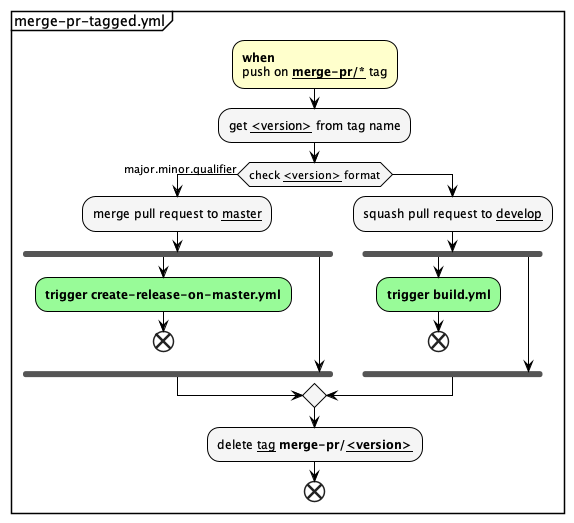 merge-pr-tagged.yml
when
push on merge-pr/* tag
get <version> from tag name
major.minor.qualifier
check <version> format
merge pull request to master
squash pull request to develop
trigger create-release-on-master.yml
trigger build.yml
delete tag merge-pr/<version>